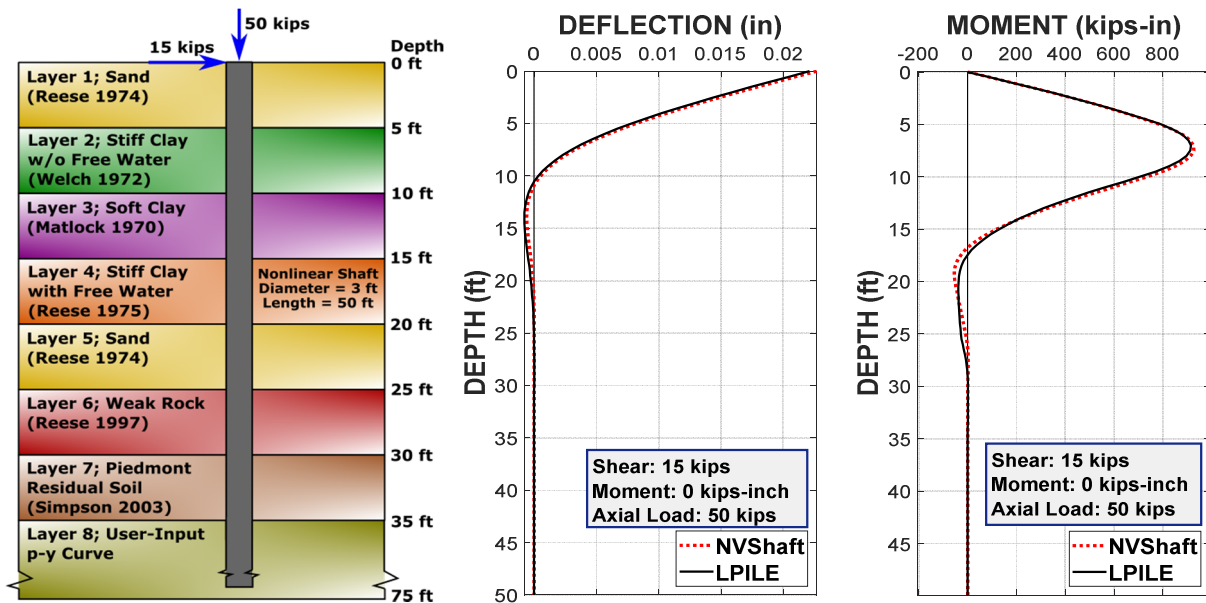 50 kips
15 kips
Depth
0 ft
Layer 1; Sand
(Reese 1974)
5 ft
Layer 2; Stiff Clay
w/o Free Water
(Welch 1972)
10 ft
Layer 3; Soft Clay
(Matlock 1970)
15 ft
Layer 4; Stiff Clay
with Free Water
(Reese 1975)
Nonlinear Shaft
Diameter = 3 ft
Length = 50 ft
20 ft
Layer 5; Sand
(Reese 1974)
25 ft
Layer 6; Weak Rock
(Reese 1997)
30 ft
Layer 7; Piedmont
Residual Soil
(Simpson 2003)
35 ft
Layer 8; User-Input
p-y Curve
75 ft
DEFLECTION (in)
0 0.005 0.01 0.015 0.02
DEPTH (ft)
0
5
10
15
20
25
30
35
40
45
50
Shear: 15 kips
Moment: 0 kips-inch
Axial Load: 50 kips
NVShaft
LPILE
MOMENT (kips-in)
-200 0 200 400 600 800
DEPTH (ft)
0
5
10
15
20
25
30
35
40
45
Shear: 15 kips
Moment: 0 kips-inch
Axial Load: 50 kips
NVShaft
LPILE